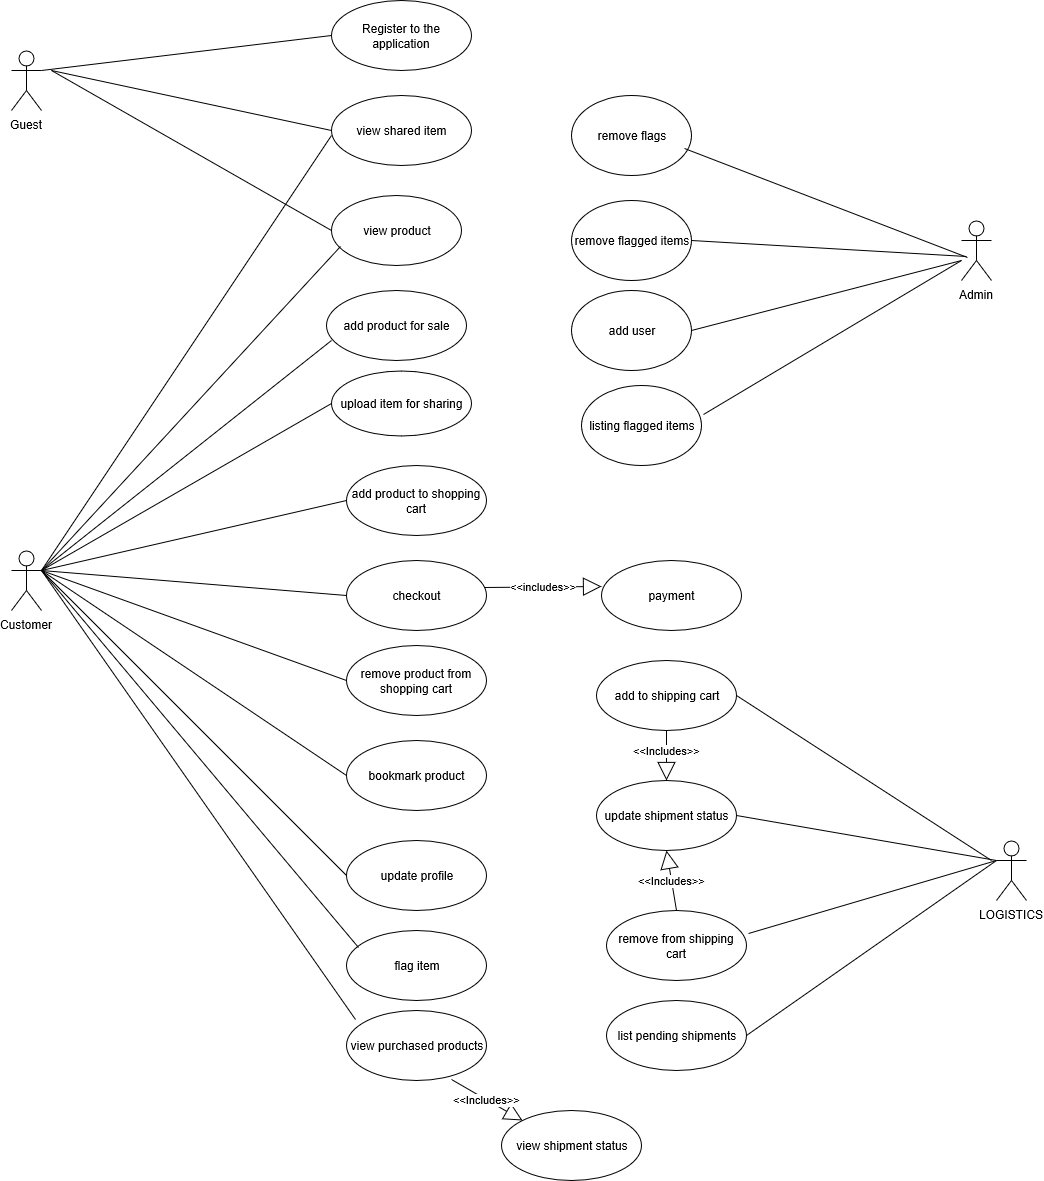 Register to the
application
Guest
view shared item
remove flags
view product
remove flagged items
Admin
add product for sale
add user
upload item for sharing
listing flagged items
add product to shopping
cart
checkout
<<includes>>
payment
Customer
remove product from
shopping cart
add to shipping cart
<<Includes>>
bookmark product
update shipment status
update profile
<<Includes>>
LOGISTICS
remove from shipping
cart
flag item
list pending shipments
view purchased products
<<Includes>>
view shipment status